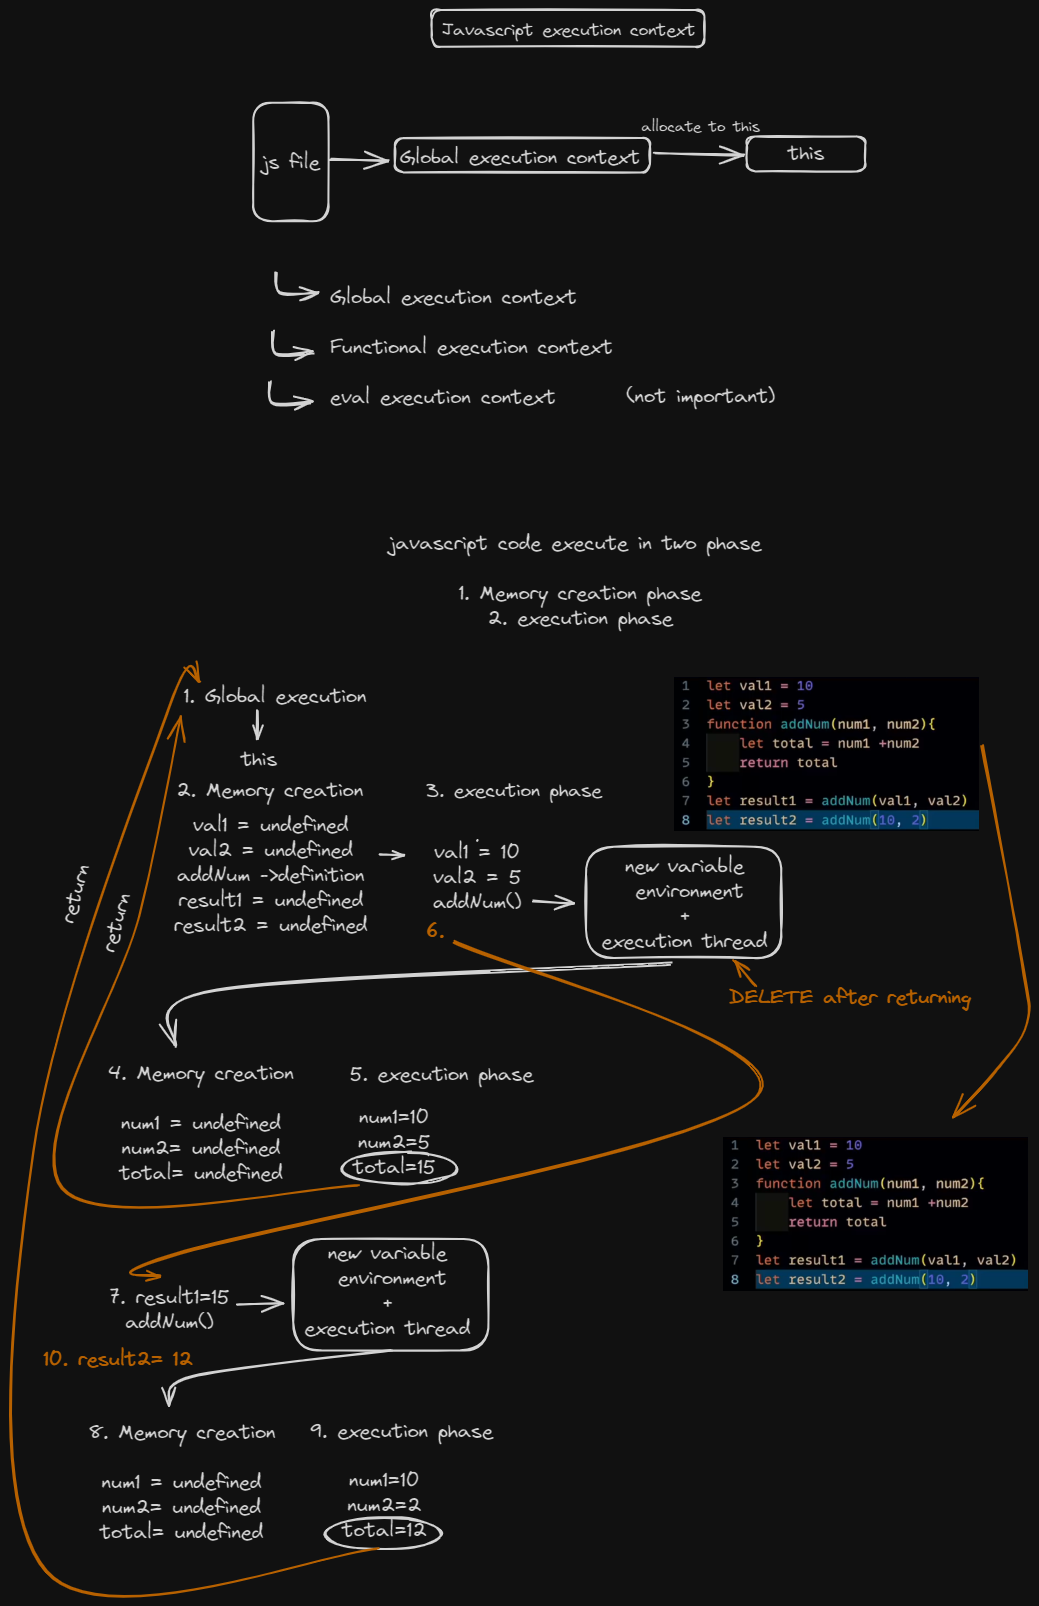 Javascript execution context
js file
Global execution context
allocate to this
this
Global execution context
Functional execution context
eval execution context (not important)
javascript code execute in two phase
1. Memory creation phase
2. execution phase
1. Global execution
this
2. Memory creation
val1 = undefined
val2 = undefined
addNum ->definition
result1 = undefined
result2 = undefined
3. execution phase
val1 = 10
val2 = 5
addNum()
6.
new variable
environment
+
execution thread
DELETE after returning
1 let val1 = 10
2 let val2 = 5
3 function addNum(num1, num2){
4 let total = num1 +num2
5 return total
6 }
7 let result1 = addNum(val1, val2)
8 let result2 = addNum(10, 2)
return
return
4. Memory creation
num1 = undefined
num2= undefined
total= undefined
5. execution phase
num1=10
num2=5
total=15
1 let val1 = 10
2 let val2 = 5
3 function addNum(num1, num2){
4 let total = num1 +num2
5 return total
6 }
7 let result1 = addNum(val1, val2)
8 let result2 = addNum(10, 2)
7. result1=15
addNum()
new variable
environment
+
execution thread
10. result2= 12
8. Memory creation
num1 = undefined
num2= undefined
total= undefined
9. execution phase
num1=10
num2=2
total=12